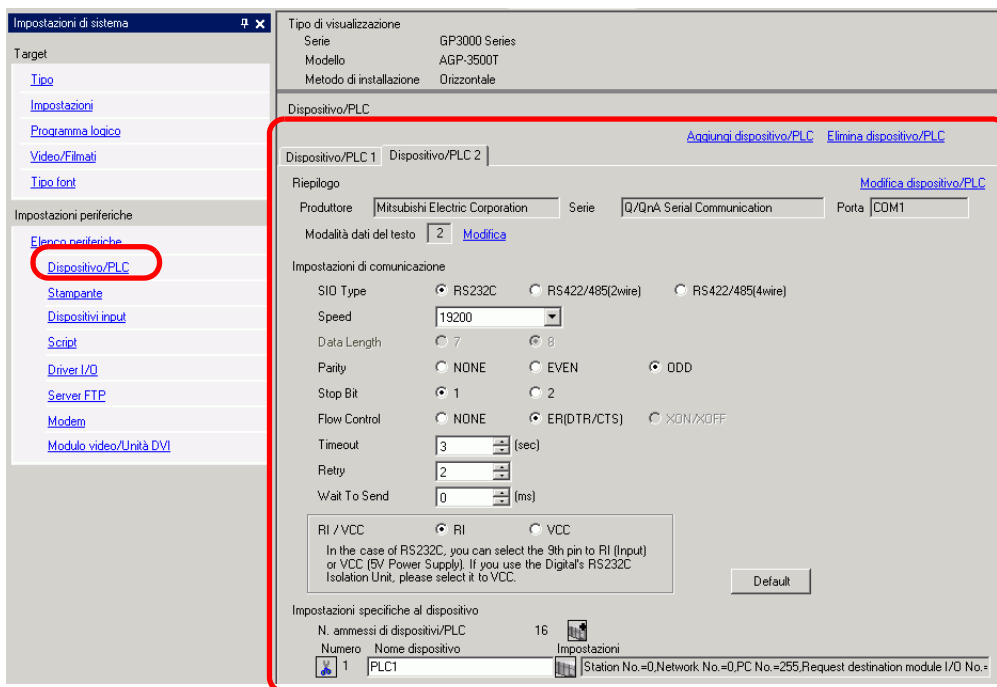 Impostazioni di sistema
Target
Tipo
Impostazioni
Programma logico
Video/Filmati
Tipo font
Impostazioni periferiche
Elenco periferiche
Dispositivo/PLC
Stampante
Dispositivi input
Script
Driver I/O
Server FTP
Modem
Modulo video/Unità DVI
Tipo di visualizzazione
Serie GP3000 Series
Modello AGP-3500T
Metodo di installazione Orizzontale
Dispositivo/PLC
Aggiungi dispositivo/PLC Elimina dispositivo/PLC
Dispositivo/PLC 1 Dispositivo/PLC 2
Riepilogo Modifica dispositivo/PLC
Produttore Mitsubishi Electric Corporation Serie Q/QnA Serial Communication Porta COM1
Modalità dati del testo 2 Modifica
Impostazioni di comunicazione
SIO Type RS232C RS422/485(2wire) RS422/485(4wire)
Speed 19200
Data Length 7 8
Parity NONE EVEN ODD
Stop Bit 1 2
Flow Control NONE ER(DTR/CTS) XON/XOFF
Timeout 3 (sec)
Retry 2
Wait To Send 0 (ms)
RI / VCC RI VCC
In the case of RS232C, you can select the 9th pin to RI (Input)
or VCC (5V Power Supply). If you use the Digital's RS232C
Isolation Unit, please select it to VCC.
Default
Impostazioni specifiche al dispositivo
N. ammessi di dispositivi/PLC 16
Numero Nome dispositivo Impostazioni
1 PLC1 Station No.=0,Network No.=0,PC No.=255,Request destination module I/O No.=